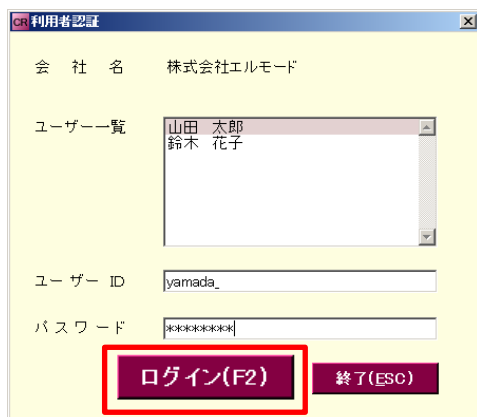 CR 利用者認証
会 社 名 株式会社エルモード
ユーザー一覧 山田 太郎
鈴木 花子
ユーザー ID yamada_
パスワード ********
ログイン(F2) 終了(ESC)